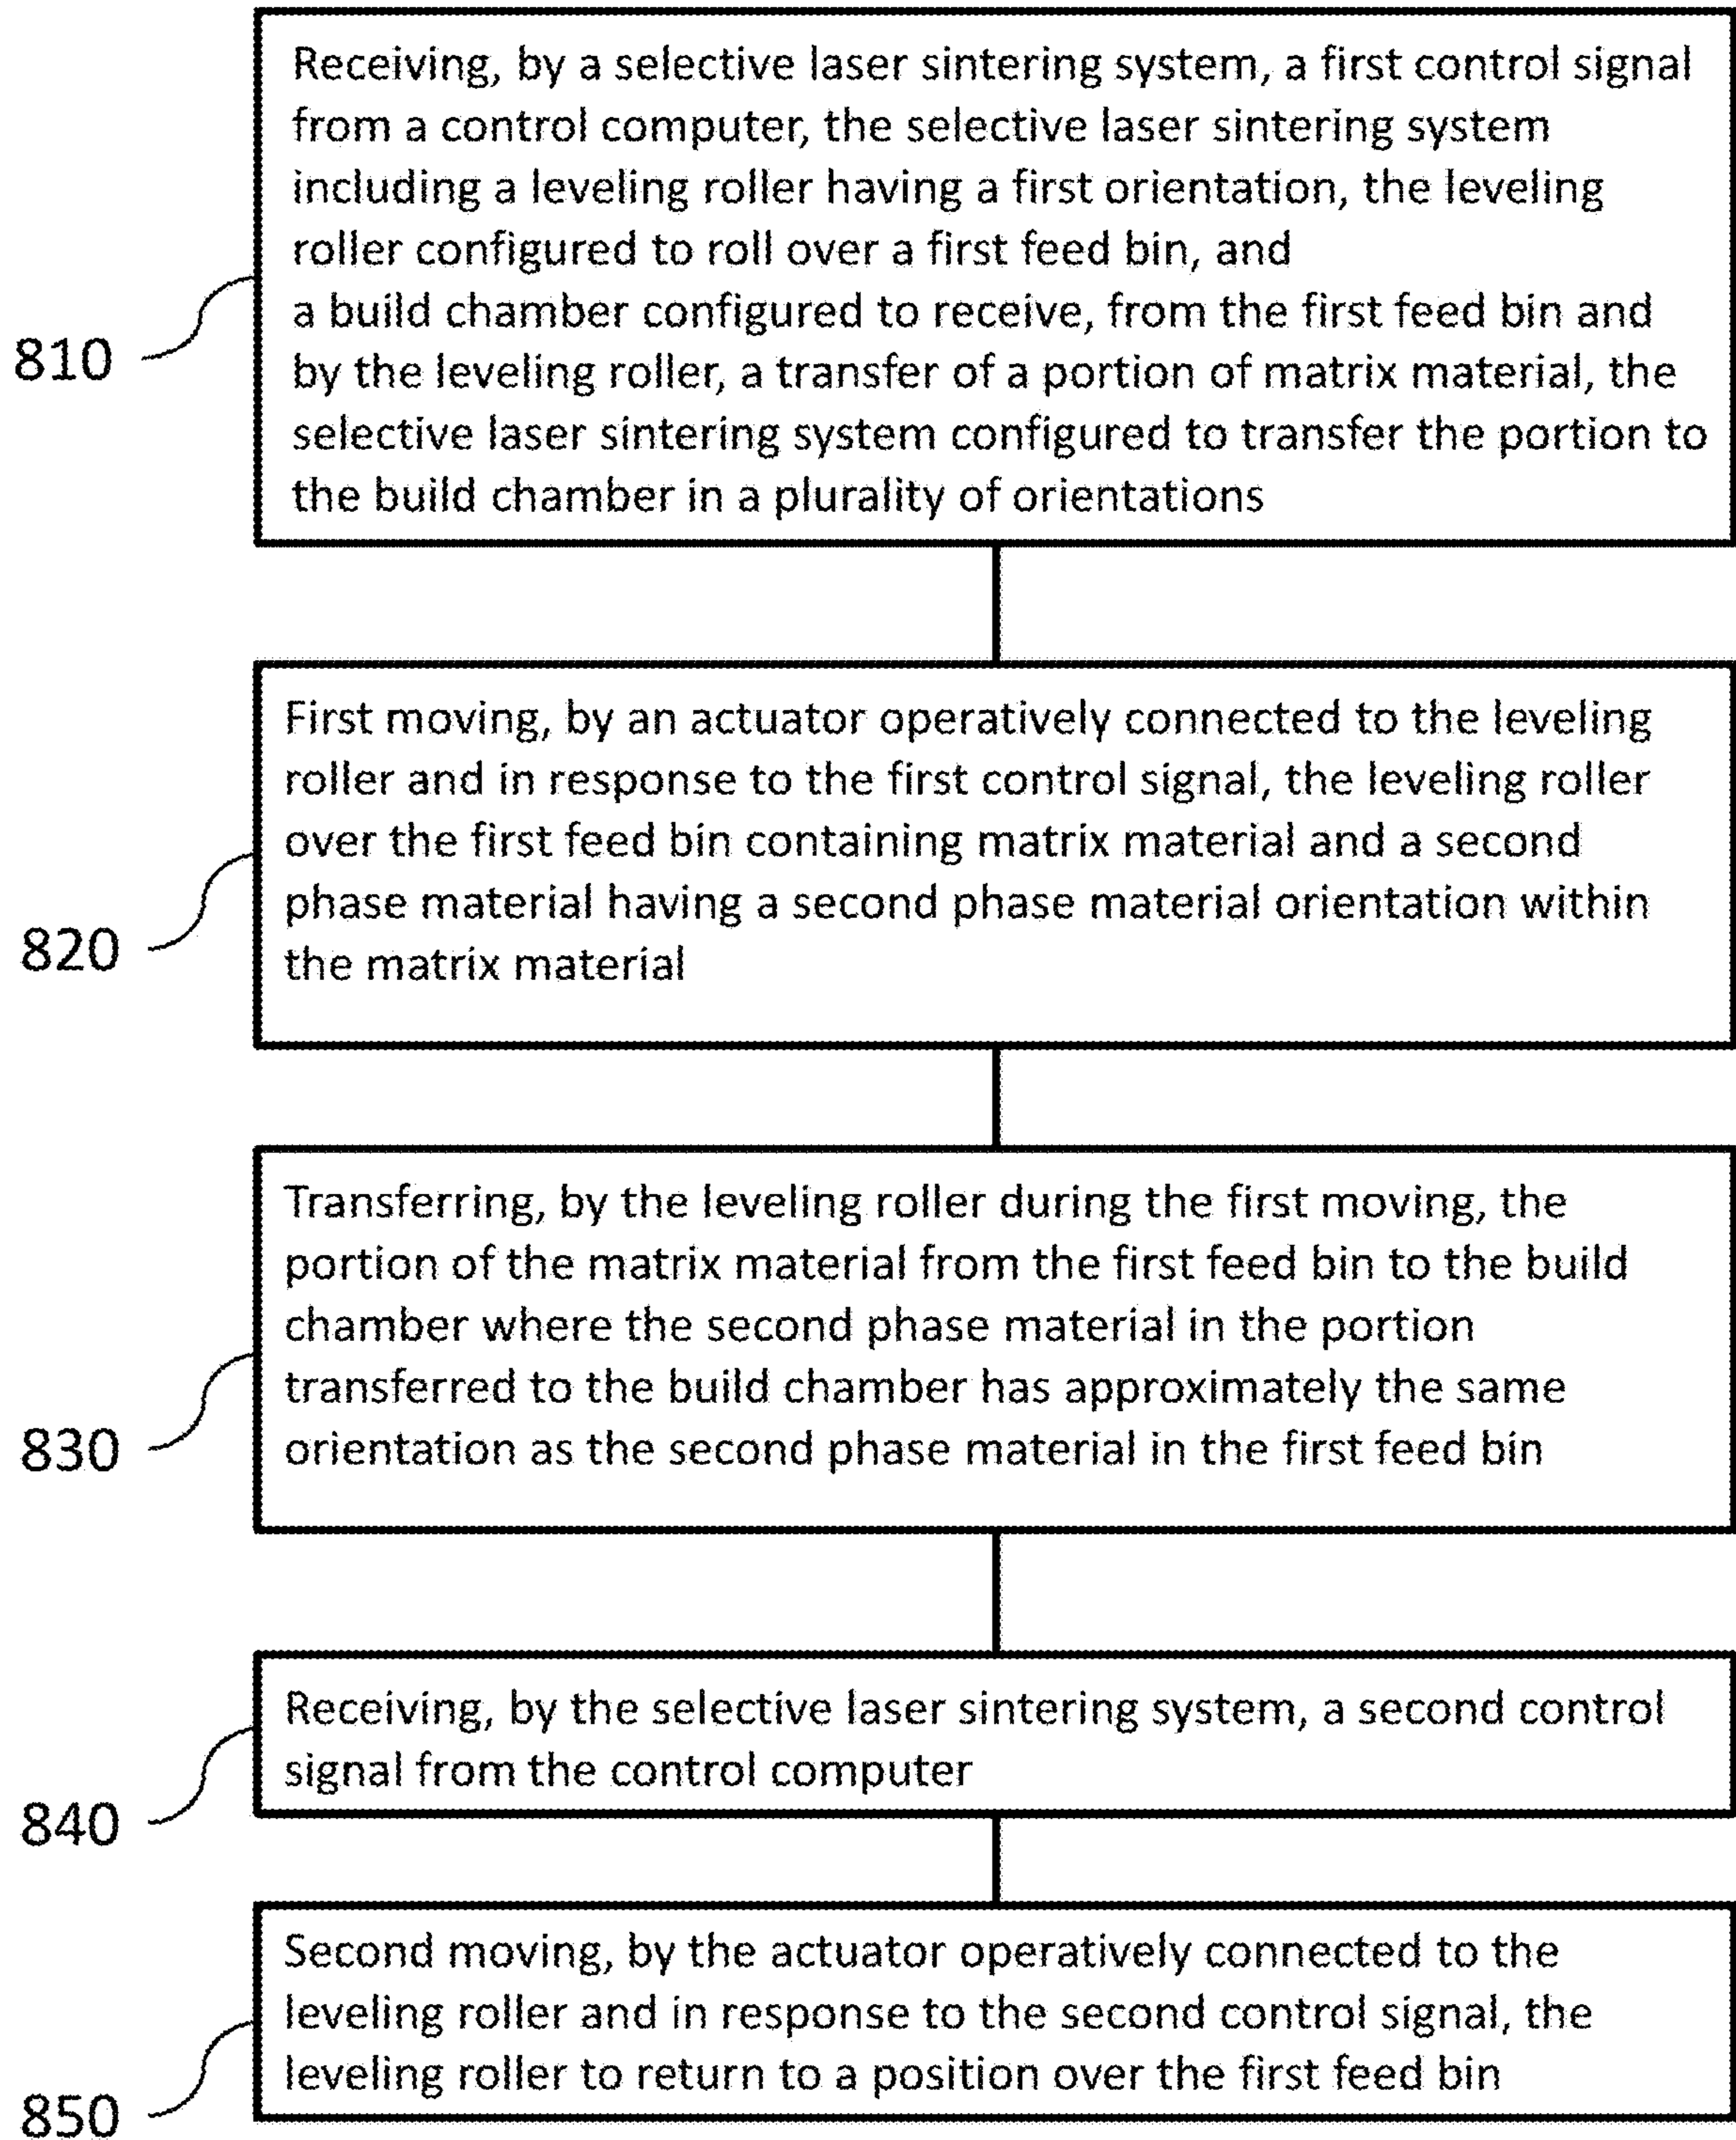 Receiving, by a selective laser sintering system, a first control signal
from a control computer, the selective laser sintering system
including a leveling roller having a first orientation, the leveling
roller configured to roll over a first feed bin, and
a build chamber configured to receive, from the first feed bin and
by the leveling roller, a transfer of a portion of matrix material, the
selective laser sintering system configured to transfer the portion to
the build chamber in a plurality of orientations
810
First moving, by an actuator operatively connected to the leveling
roller and in response to the first control signal, the leveling roller
over the first feed bin containing matrix material and a second
phase material having a second phase material orientation within
the matrix material
820
Transferring, by the leveling roller during the first moving, the
portion of the matrix material from the first feed bin to the build
chamber where the second phase material in the portion
transferred to the build chamber has approximately the same
orientation as the second phase material in the first feed bin
830
Receiving, by the selective laser sintering system, a second control
signal from the control computer
840
Second moving, by the actuator operatively connected to the
leveling roller and in response to the second control signal, the
leveling roller to return to a position over the first feed bin
850